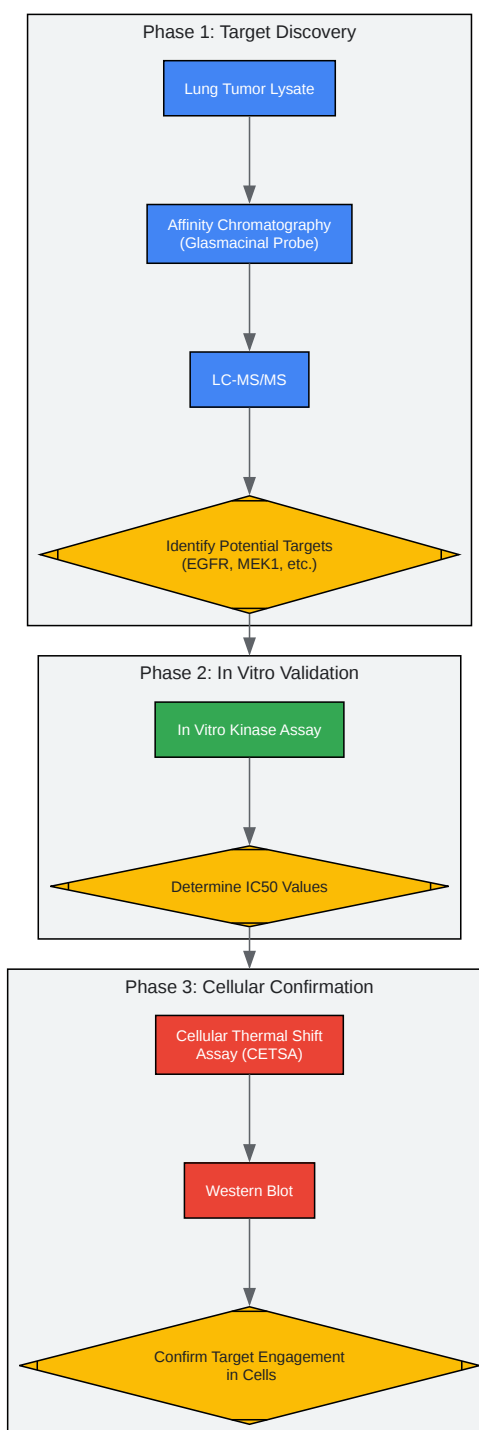 Phase 1: Target Discovery
Lung Tumor Lysate
Affinity Chromatography
(Glasmacinal Probe)
LC-MS/MS
Identify Potential Targets
(EGFR, MEK1, etc.)
Phase 2: In Vitro Validation
In Vitro Kinase Assay
Determine IC50 Values
Phase 3: Cellular Confirmation
Cellular Thermal Shift
Assay (CETSA)
Western Blot
Confirm Target Engagement
in Cells